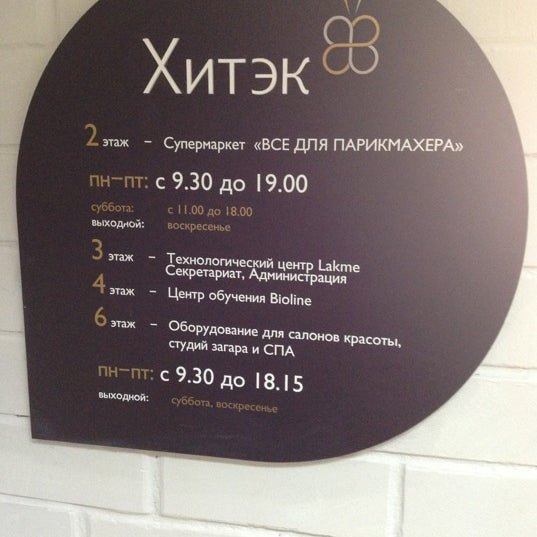 Хитэк
2 этаж – Супермаркет «ВСЕ ДЛЯ ПАРИКМАХЕРА»
пн–пт: с 9.30 до 19.00
суббота: с 11.00 до 18.00
выходной: воскресенье
3 этаж – Технологический центр Lakme
Секретариат, Администрация
4 этаж – Центр обучения Bioline
6 этаж – Оборудование для салонов красоты,
студий загара и СПА
пн–пт: с 9.30 до 18.15
выходной: суббота, воскресенье